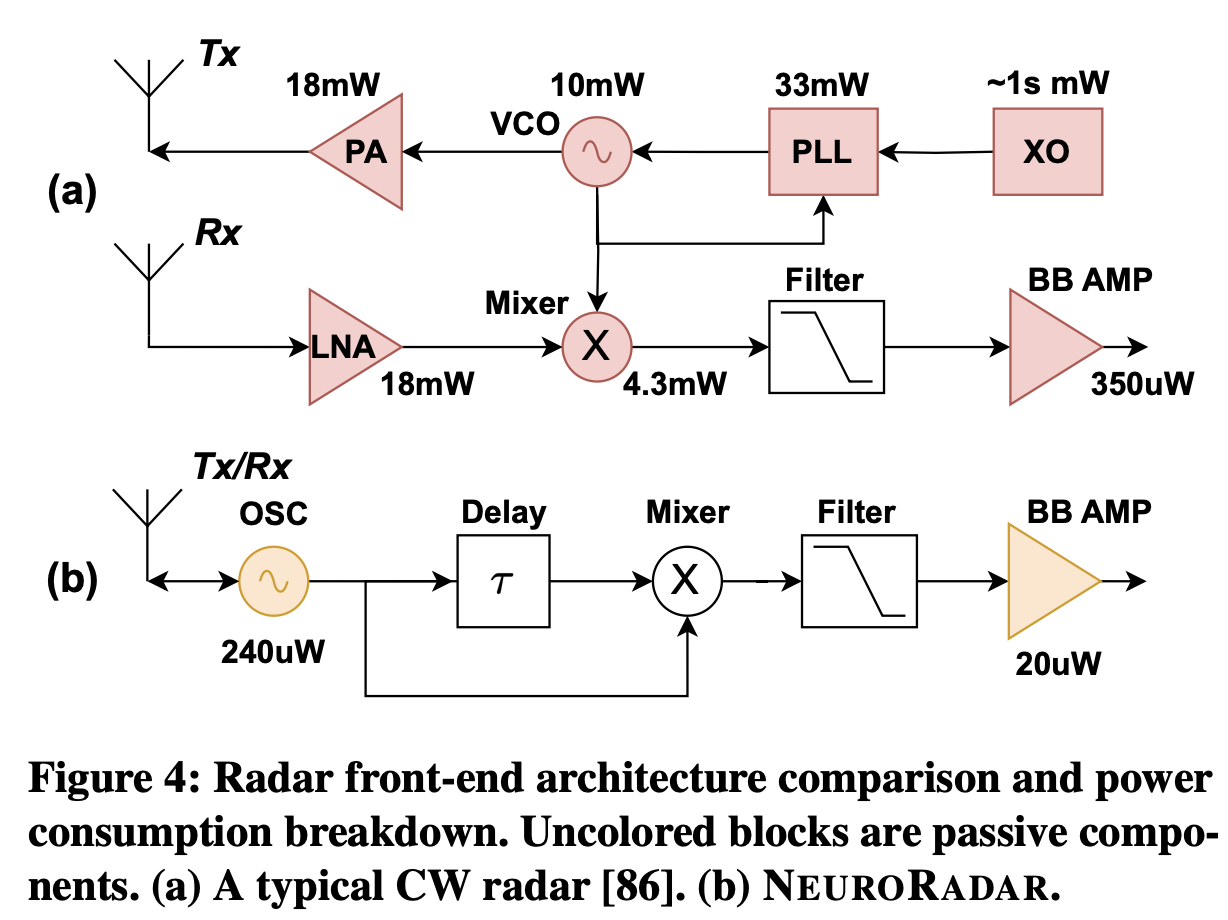 Tx
18mW
10mW
33mW
~1s mW
VCO
PA
PLL
XO
(a)
Rx
Filter
BB AMP
Mixer
LNA
X
18mW
4.3mW
350uW
Tx/Rx
OSC
Delay
Mixer
Filter
BB AMP
(b)
τ
X
240uW
20uW
Figure 4: Radar front-end architecture comparison and power
consumption breakdown. Uncolored blocks are passive compo-
nents. (a) A typical CW radar [86]. (b) NEURORADAR.